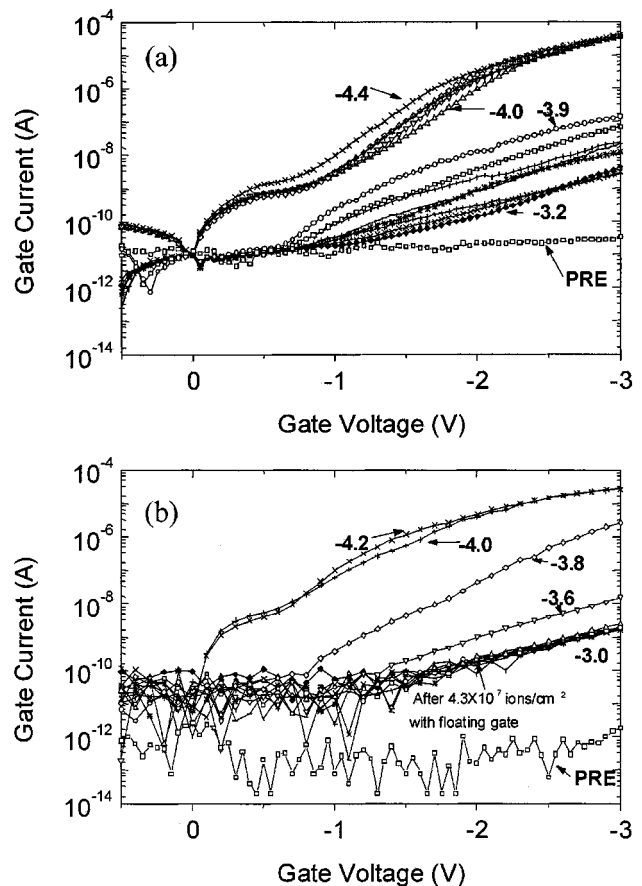 (a)
10^-4
10^-6
10^-8
10^-10
10^-12
10^-14
Gate Current (A)
-4.4
-4.0
-3.9
-3.2
PRE
0
-1
-2
-3
Gate Voltage (V)
(b)
10^-4
10^-6
10^-8
10^-10
10^-12
10^-14
Gate Current (A)
-4.2
-4.0
-3.8
-3.6
-3.0
After 4.3X10^7 ions/cm^2
with floating gate
PRE
0
-1
-2
-3
Gate Voltage (V)